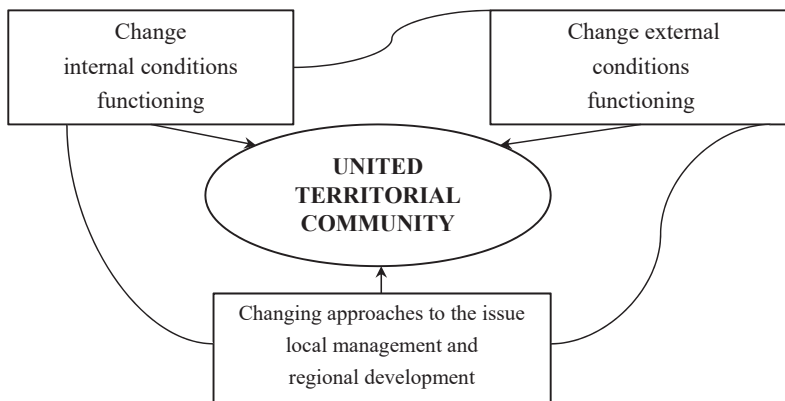 Change
internal conditions
functioning
Change external
conditions
functioning
UNITED
TERRITORIAL
COMMUNITY
Changing approaches to the issue
local management and
regional development